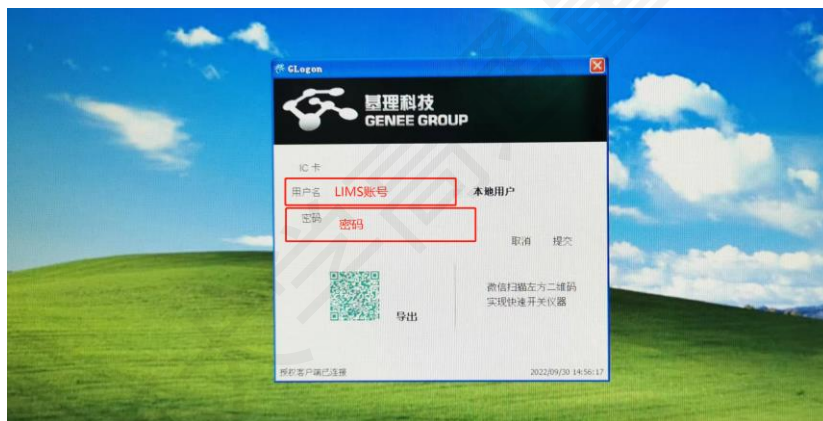 GLogon
基理科技
GENEE GROUP
IC 卡
用户名 LIMS账号 本地用户
密码 密码
取消 提交
微信扫描左方二维码
实现快速开关仪器
导出
授权客户端已连接 2022/09/30 14:56:17